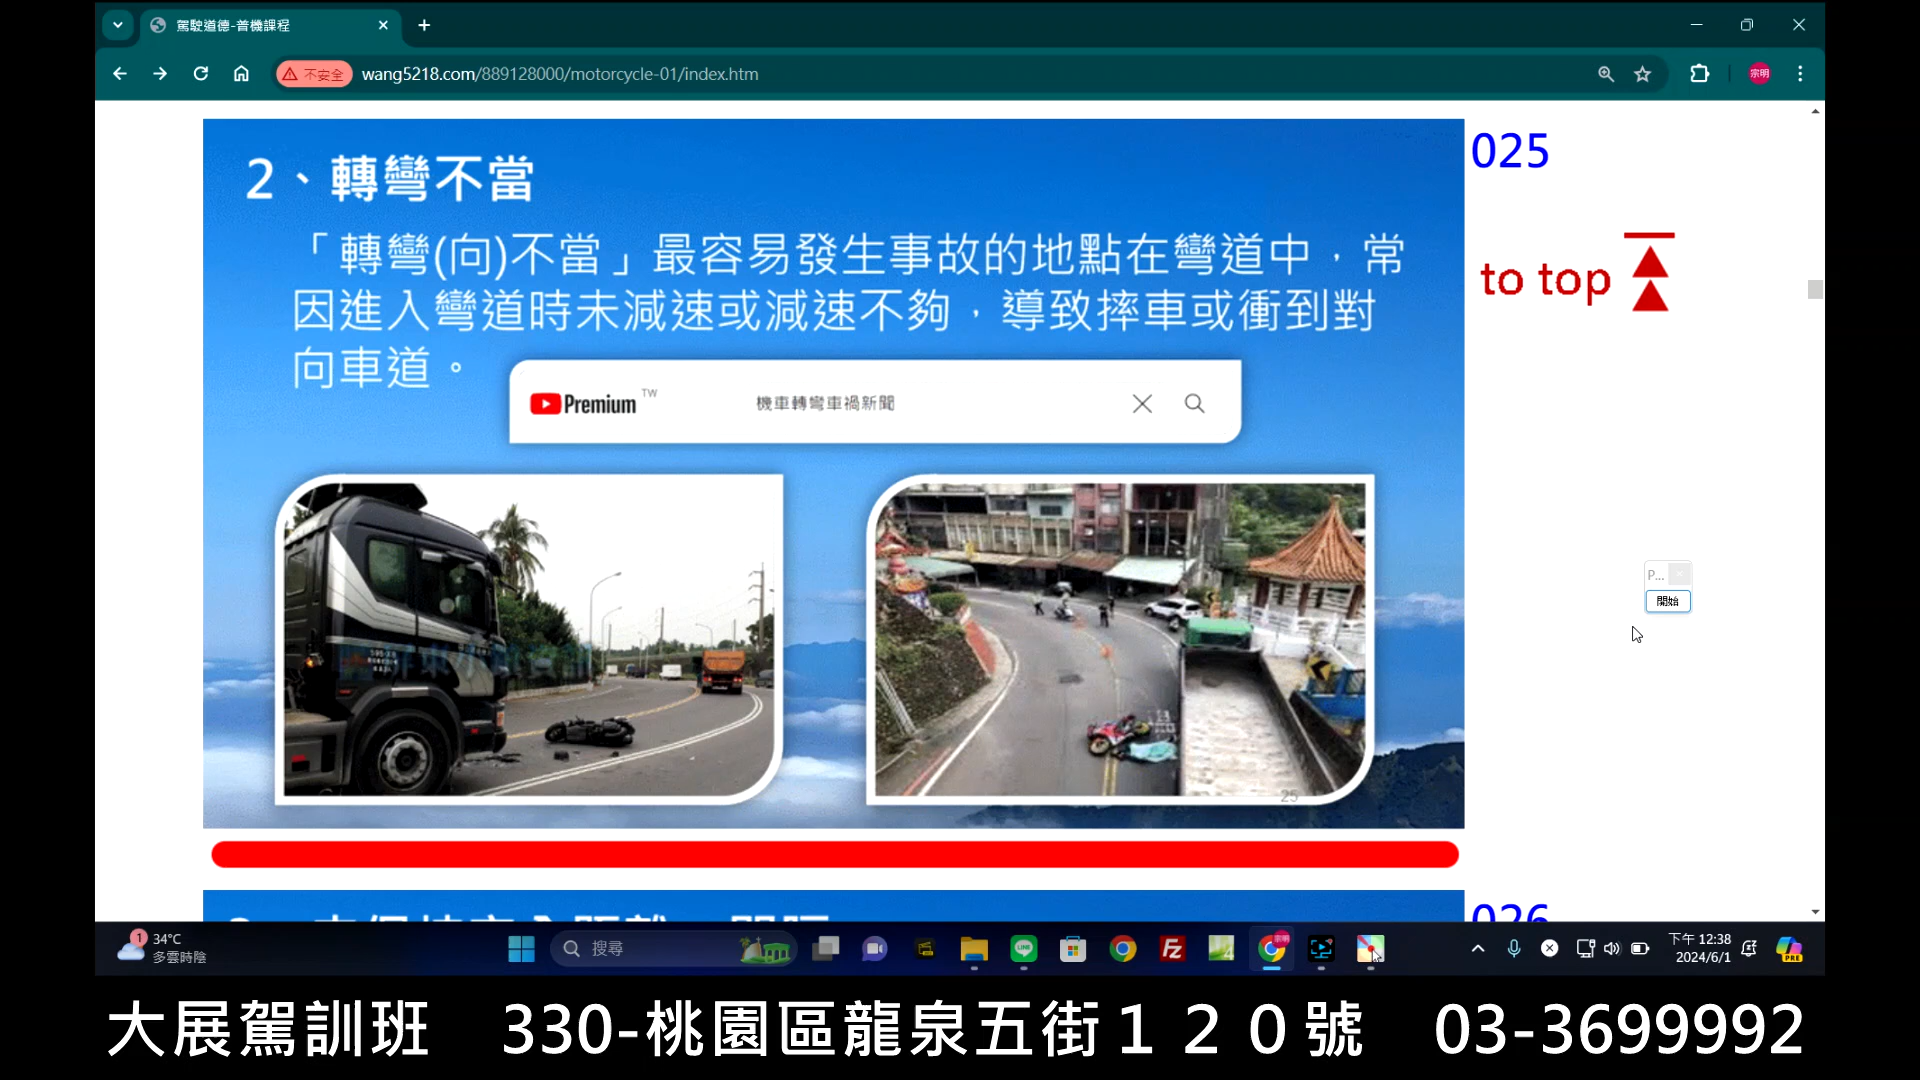 駕駛道德-普機課程
不安全
wang5218.com/889128000/motorcycle-01/index.htm
宗明
2、轉彎不當
「轉彎(向)不當」最容易發生事故的地點在彎道中，常
因進入彎道時未減速或減速不夠，導致摔車或衝到對
向車道。
Premium TW
機車轉彎車禍新聞
25
025
to top
P...
開始
026
1
34°C
多雲時陰
搜尋
下午 12:38
2024/6/1
大展駕訓班 330-桃園區龍泉五街１２０號 03-3699992